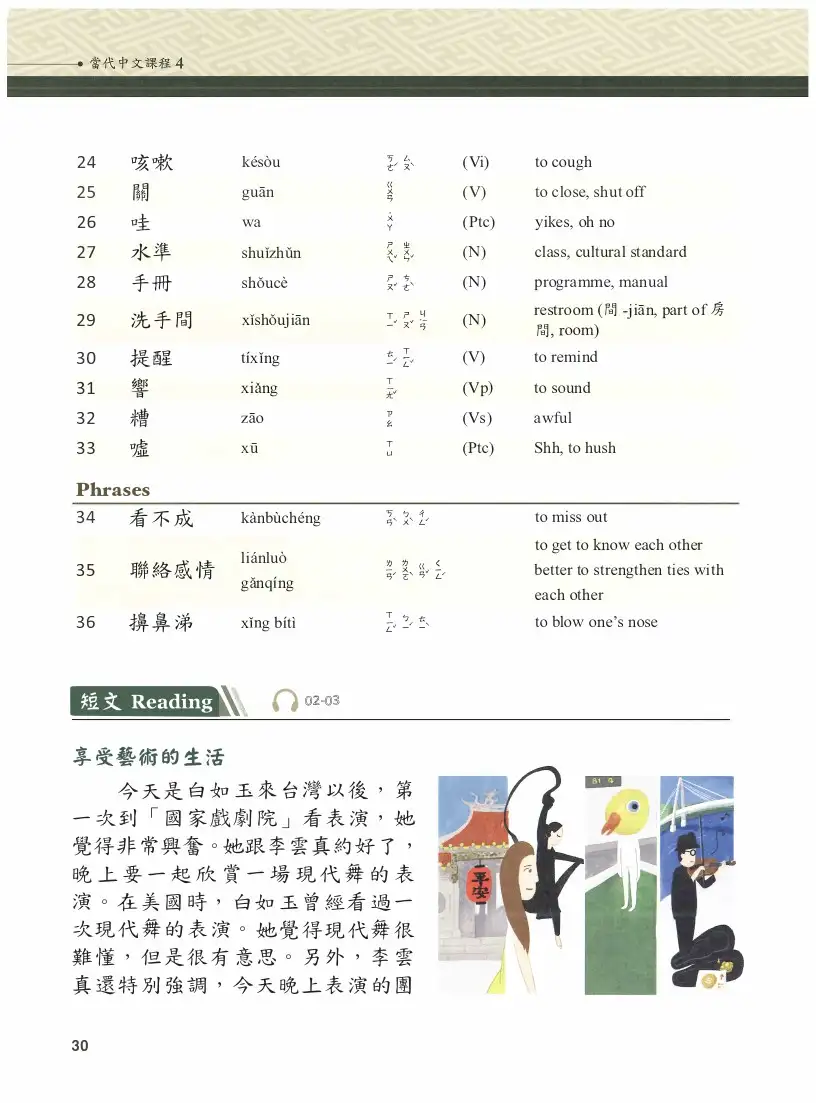 當代中文課程 4
24 咳嗽 késòu ㄎㄜˊ ㄙㄡˋ (Vi) to cough
25 關 guān ㄍㄨㄢ (V) to close, shut off
26 哇 wa ˙ㄨㄚ (Ptc) yikes, oh no
27 水準 shuǐzhǔn ㄕㄨㄟˇ ㄓㄨㄣˇ (N) class, cultural standard
28 手冊 shǒucè ㄕㄡˇ ㄘㄜˋ (N) programme, manual
29 洗手間 xǐshǒujiān ㄒㄧˇ ㄕㄡˇ ㄐㄧㄢ (N) restroom (間 -jiān, part of 房
間, room)
30 提醒 tíxǐng ㄊㄧˊ ㄒㄧㄥˇ (V) to remind
31 響 xiǎng ㄒㄧㄤˇ (Vp) to sound
32 糟 zāo ㄗㄠ (Vs) awful
33 噓 xū ㄒㄩ (Ptc) Shh, to hush
Phrases
34 看不成 kànbùchéng ㄎㄢˋ ㄅㄨˋ ㄔㄥˊ to miss out
35 聯絡感情 liánluò gǎnqíng ㄌㄧㄢˊ ㄌㄨㄛˋ ㄍㄢˇ ㄑㄧㄥˊ to get to know each other
better to strengthen ties with
each other
36 擤鼻涕 xǐng bítì ㄒㄧㄥˇ ㄅㄧˊ ㄊㄧˋ to blow one's nose
短文 Reading 02-03
享受藝術的生活
今天是白如玉來台灣以後，第
一次到「國家戲劇院」看表演，她
覺得非常興奮。她跟李雲真約好了，
晚上要一起欣賞一場現代舞的表
演。在美國時，白如玉曾經看過一
次現代舞的表演。她覺得現代舞很
難懂，但是很有意思。另外，李雲
真還特別強調，今天晚上表演的團
平安
30